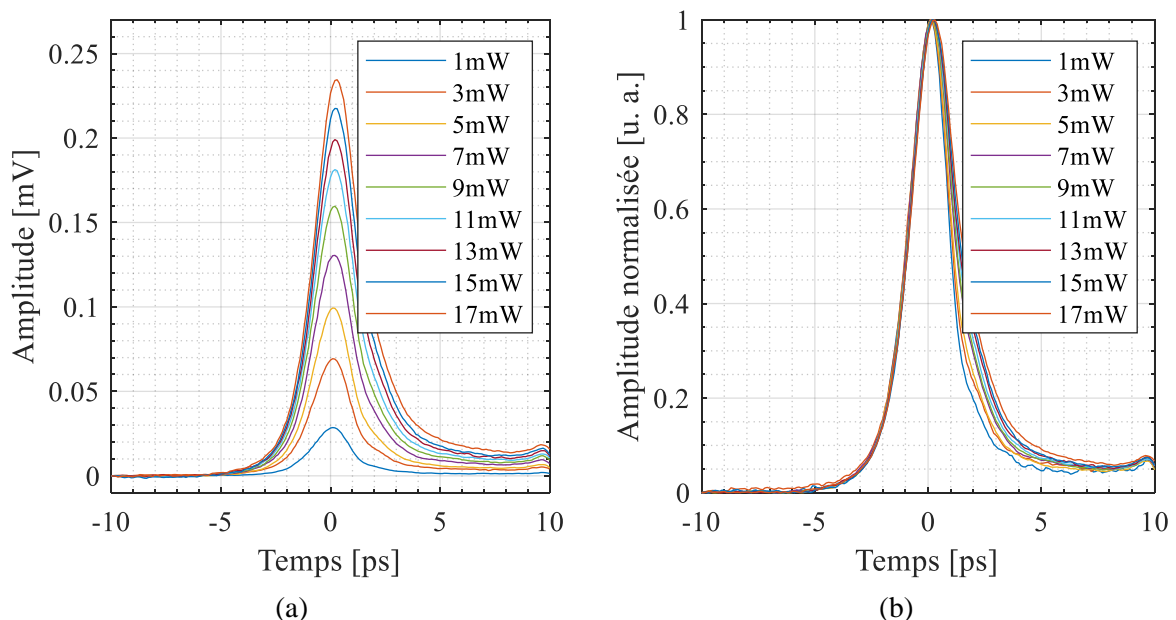 0.25
0.2
0.15
0.1
0.05
0
Amplitude [mV]
-10 -5 0 5 10
Temps [ps]
1mW
3mW
5mW
7mW
9mW
11mW
13mW
15mW
17mW
(a)
1
0.8
0.6
0.4
0.2
0
Amplitude normalisée [u. a.]
-10 -5 0 5 10
Temps [ps]
1mW
3mW
5mW
7mW
9mW
11mW
13mW
15mW
17mW
(b)